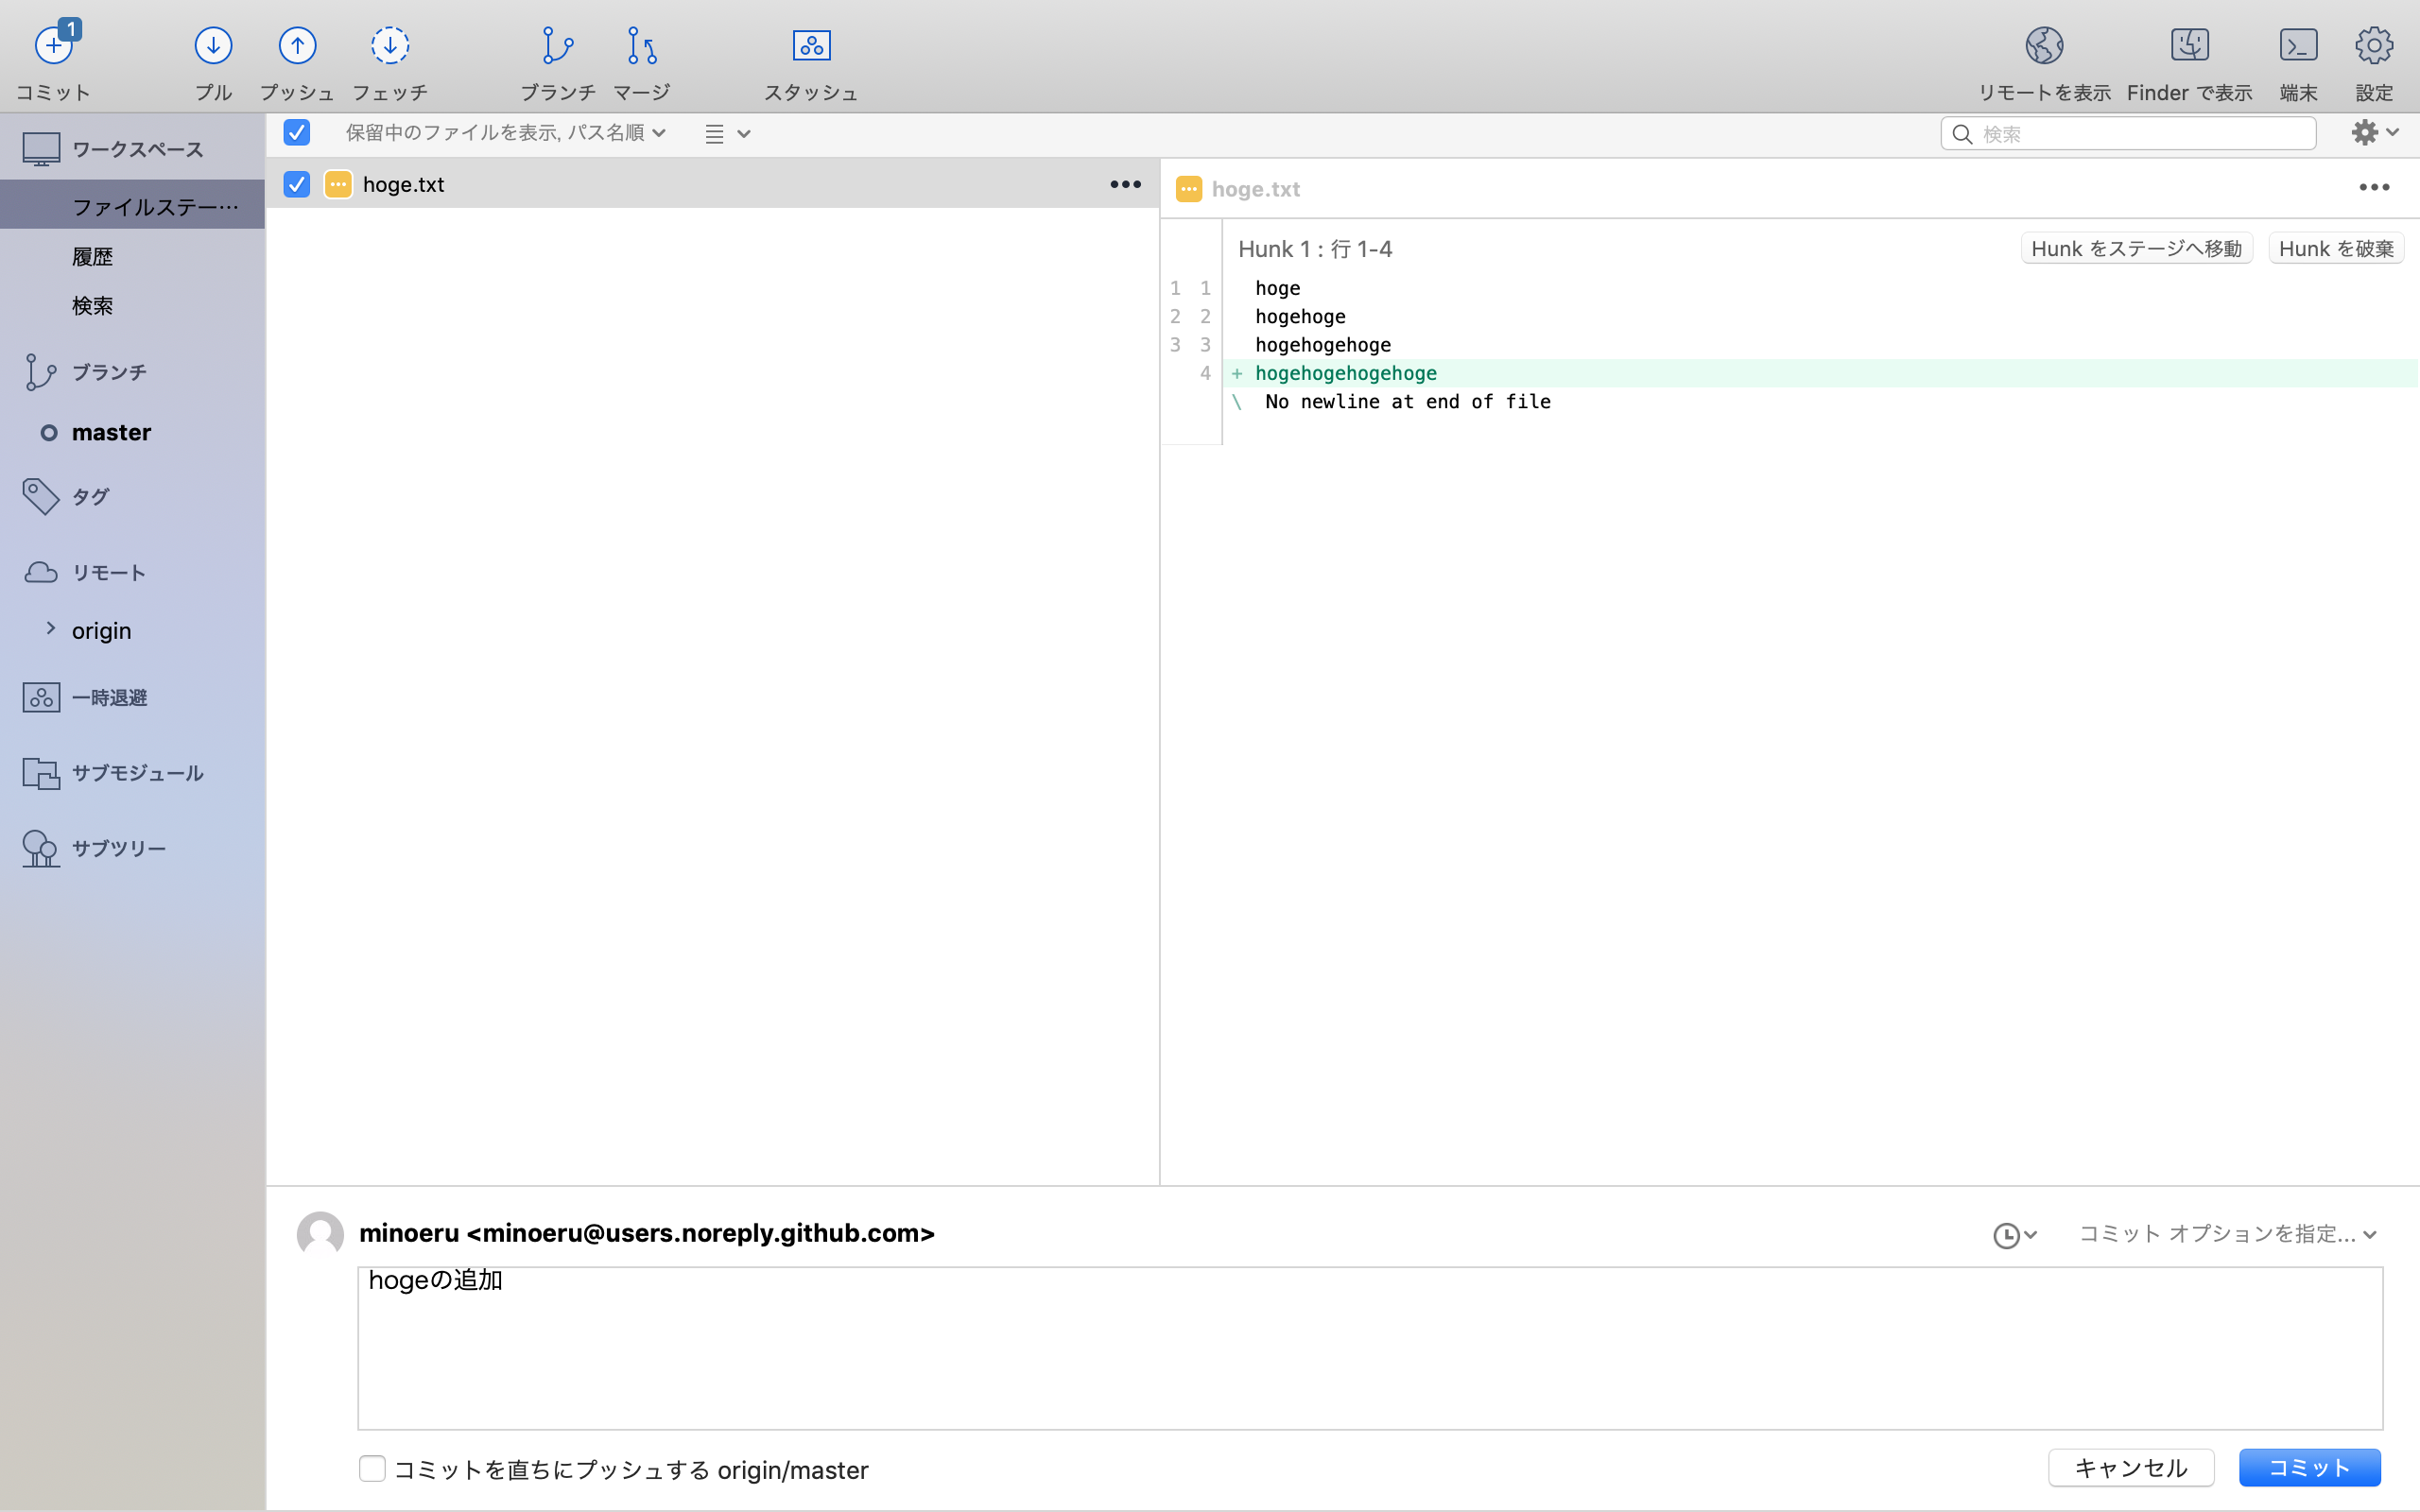 1
コミット プル プッシュ フェッチ ブランチ マージ スタッシュ リモートを表示 Finder で表示 端末 設定
ワークスペース
ファイルステー…
履歴
検索
ブランチ
master
タグ
リモート
origin
一時退避
サブモジュール
サブツリー
保留中のファイルを表示, パス名順
検索
hoge.txt
hoge.txt
Hunk 1 : 行 1-4 Hunk をステージへ移動 Hunk を破棄
1 1 hoge
2 2 hogehoge
3 3 hogehogehoge
4 + hogehogehogehoge
\ No newline at end of file
minoeru <minoeru@users.noreply.github.com>
コミット オプションを指定...
hogeの追加
コミットを直ちにプッシュする origin/master
キャンセル コミット